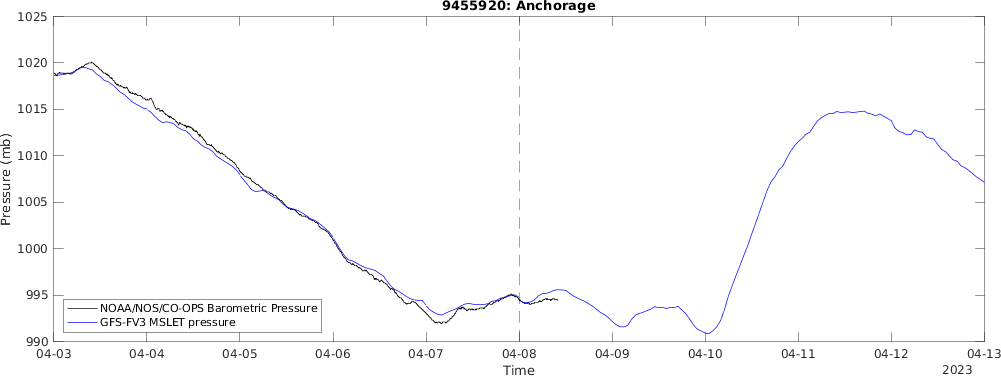 9455920: Anchorage
Pressure (mb)
1025
1020
1015
1010
1005
1000
995
990
NOAA/NOS/CO-OPS Barometric Pressure
GFS-FV3 MSLET pressure
04-03 04-04 04-05 04-06 04-07 04-08 04-09 04-10 04-11 04-12 04-13
Time
2023